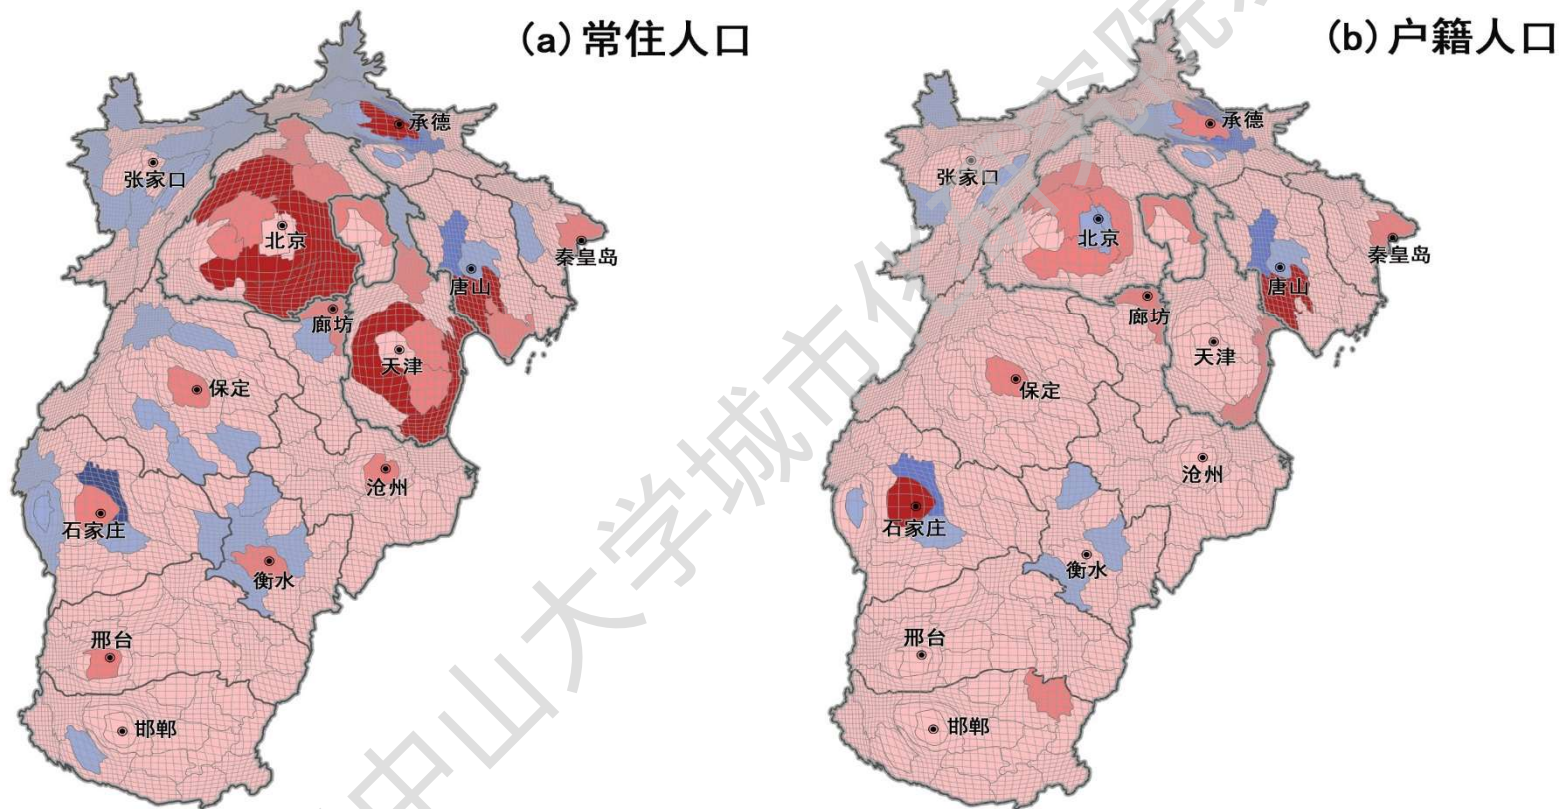 (a)常住人口
承德
张家口
北京
秦皇岛
唐山
廊坊
天津
保定
沧州
石家庄
衡水
邢台
邯郸
(b)户籍人口
承德
张家口
北京
秦皇岛
唐山
廊坊
天津
保定
沧州
石家庄
衡水
邢台
邯郸
中山大学城市化研究院